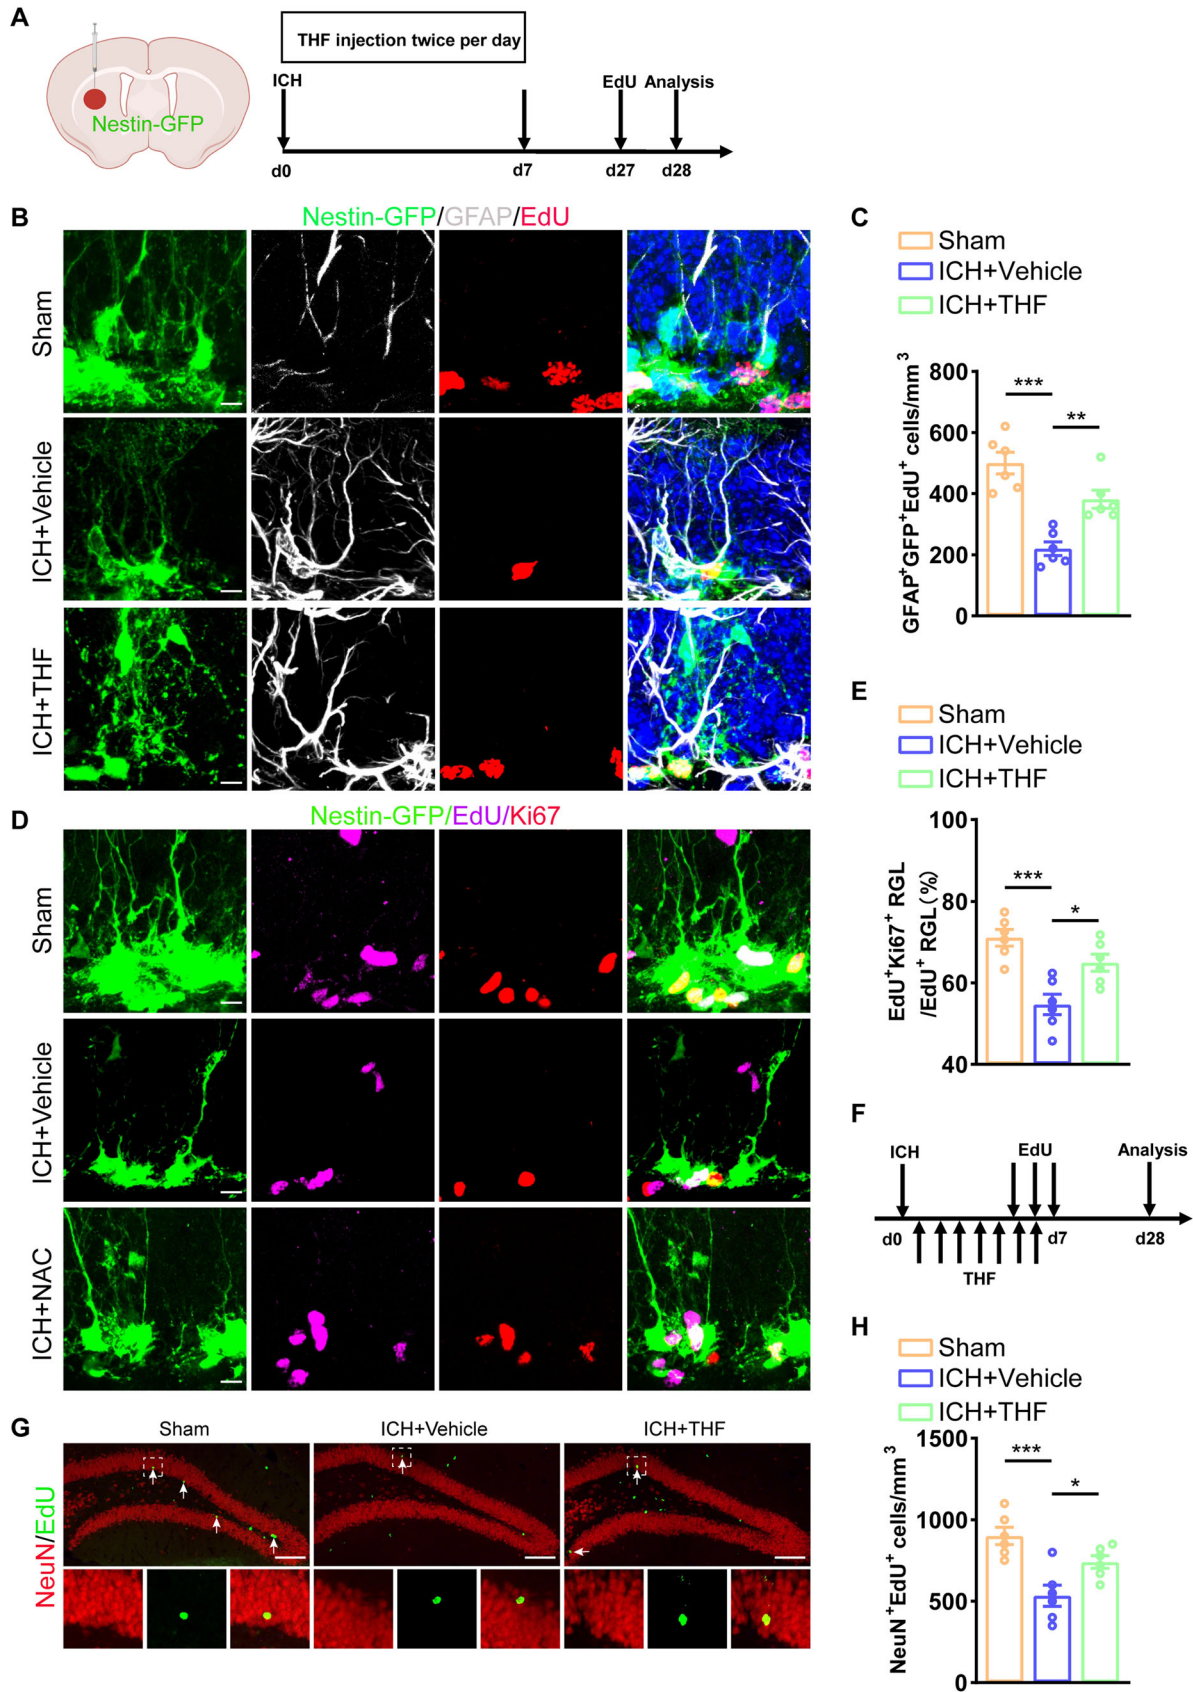 A
THF injection twice per day
ICH
EdU Analysis
Nestin-GFP
d0
d7
d27
d28
B
Nestin-GFP/GFAP/EdU
Sham
ICH+Vehicle
ICH+THF
C
Sham
ICH+Vehicle
ICH+THF
GFAP⁺GFP⁺EdU⁺ cells/mm³
800
600
400
200
0
***
**
D
Nestin-GFP/EdU/Ki67
Sham
ICH+Vehicle
ICH+NAC
E
Sham
ICH+Vehicle
ICH+THF
EdU⁺Ki67⁺ RGL
/EdU⁺ RGL(%)
100
80
60
40
***
*
F
ICH
EdU
Analysis
d0
d7
d28
THF
G
Sham
ICH+Vehicle
ICH+THF
NeuN/EdU
H
Sham
ICH+Vehicle
ICH+THF
NeuN⁺EdU⁺ cells/mm³
1500
1000
500
0
***
*